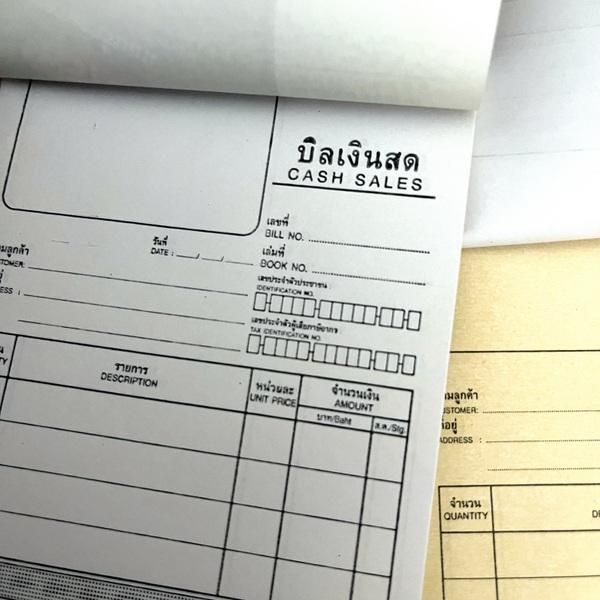 บิลเงินสด
CASH SALES
เลขที่
BILL NO.
วันที่
DATE :
เล่มที่
BOOK NO.
มลูกค้า
STOMER:
ESS :
เลขประจำตัวประชาชน
IDENTIFICATION NO.
เลขประจำตัวผู้เสียภาษีอากร
TAX IDENTIFICATION NO.
รายการ
DESCRIPTION
หน่วยละ
UNIT PRICE
จำนวนเงิน
AMOUNT
บาท/Baht
ส.ต./Stg.
มลูกค้า
USTOMER:
ที่อยู่
ADDRESS :
จำนวน
QUANTITY